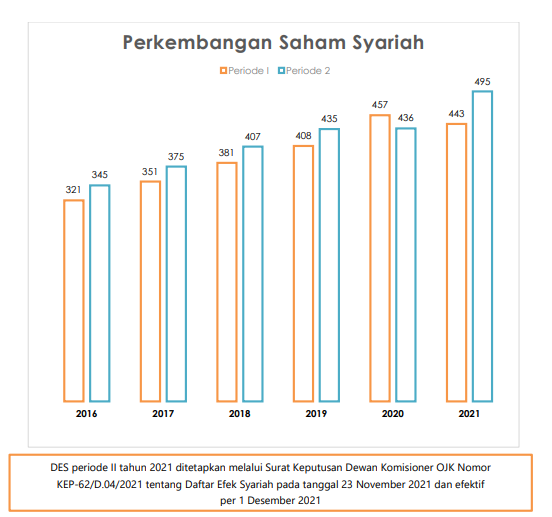 Perkembangan Saham Syariah
Periode I Periode 2
321 345 351 375 381 407 408 435 457 436 443 495
2016 2017 2018 2019 2020 2021
DES periode II tahun 2021 ditetapkan melalui Surat Keputusan Dewan Komisioner OJK Nomor
KEP-62/D.04/2021 tentang Daftar Efek Syariah pada tanggal 23 November 2021 dan efektif
per 1 Desember 2021